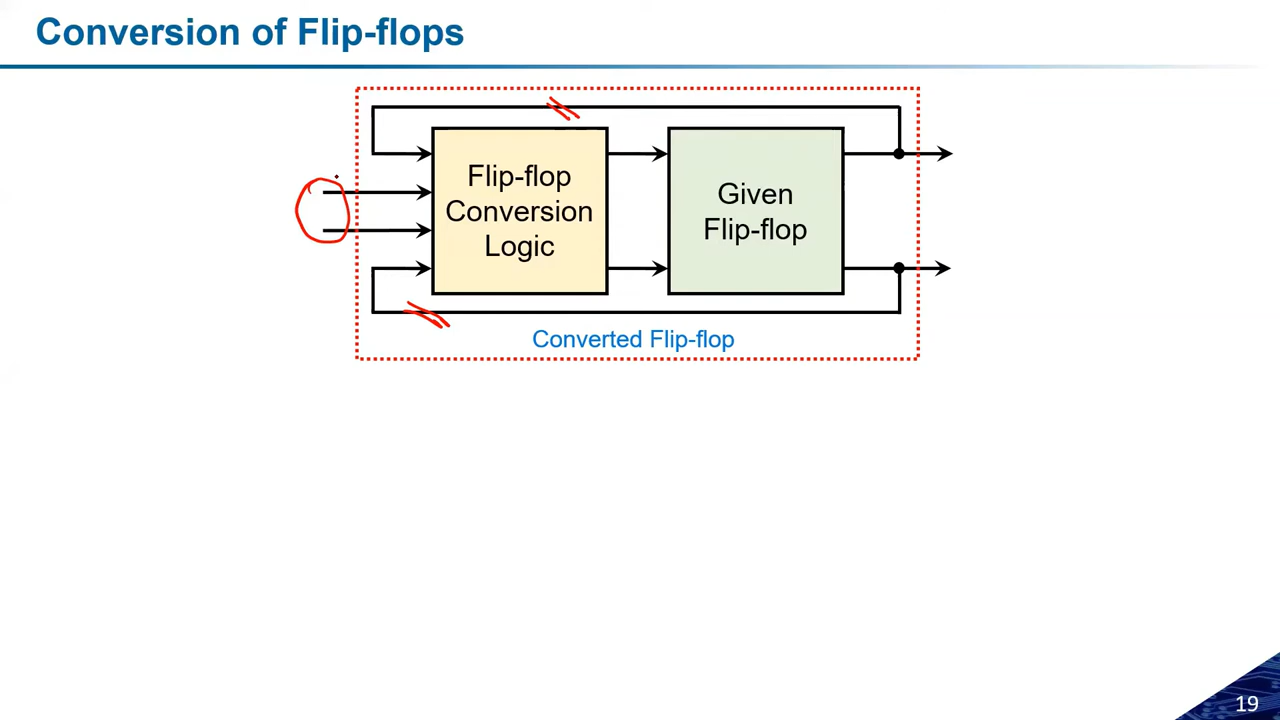 Conversion of Flip-flops
Flip-flop
Conversion
Logic
Given
Flip-flop
Converted Flip-flop
19